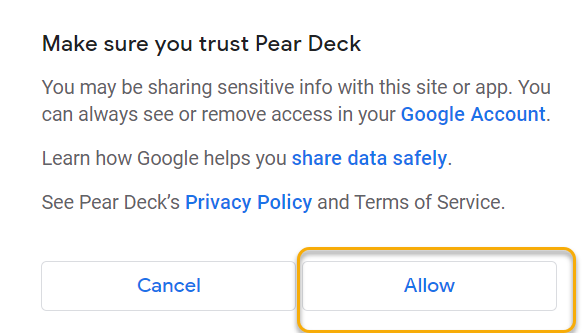 Make sure you trust Pear Deck
You may be sharing sensitive info with this site or app. You
can always see or remove access in your Google Account.
Learn how Google helps you share data safely.
See Pear Deck’s Privacy Policy and Terms of Service.
Cancel
Allow